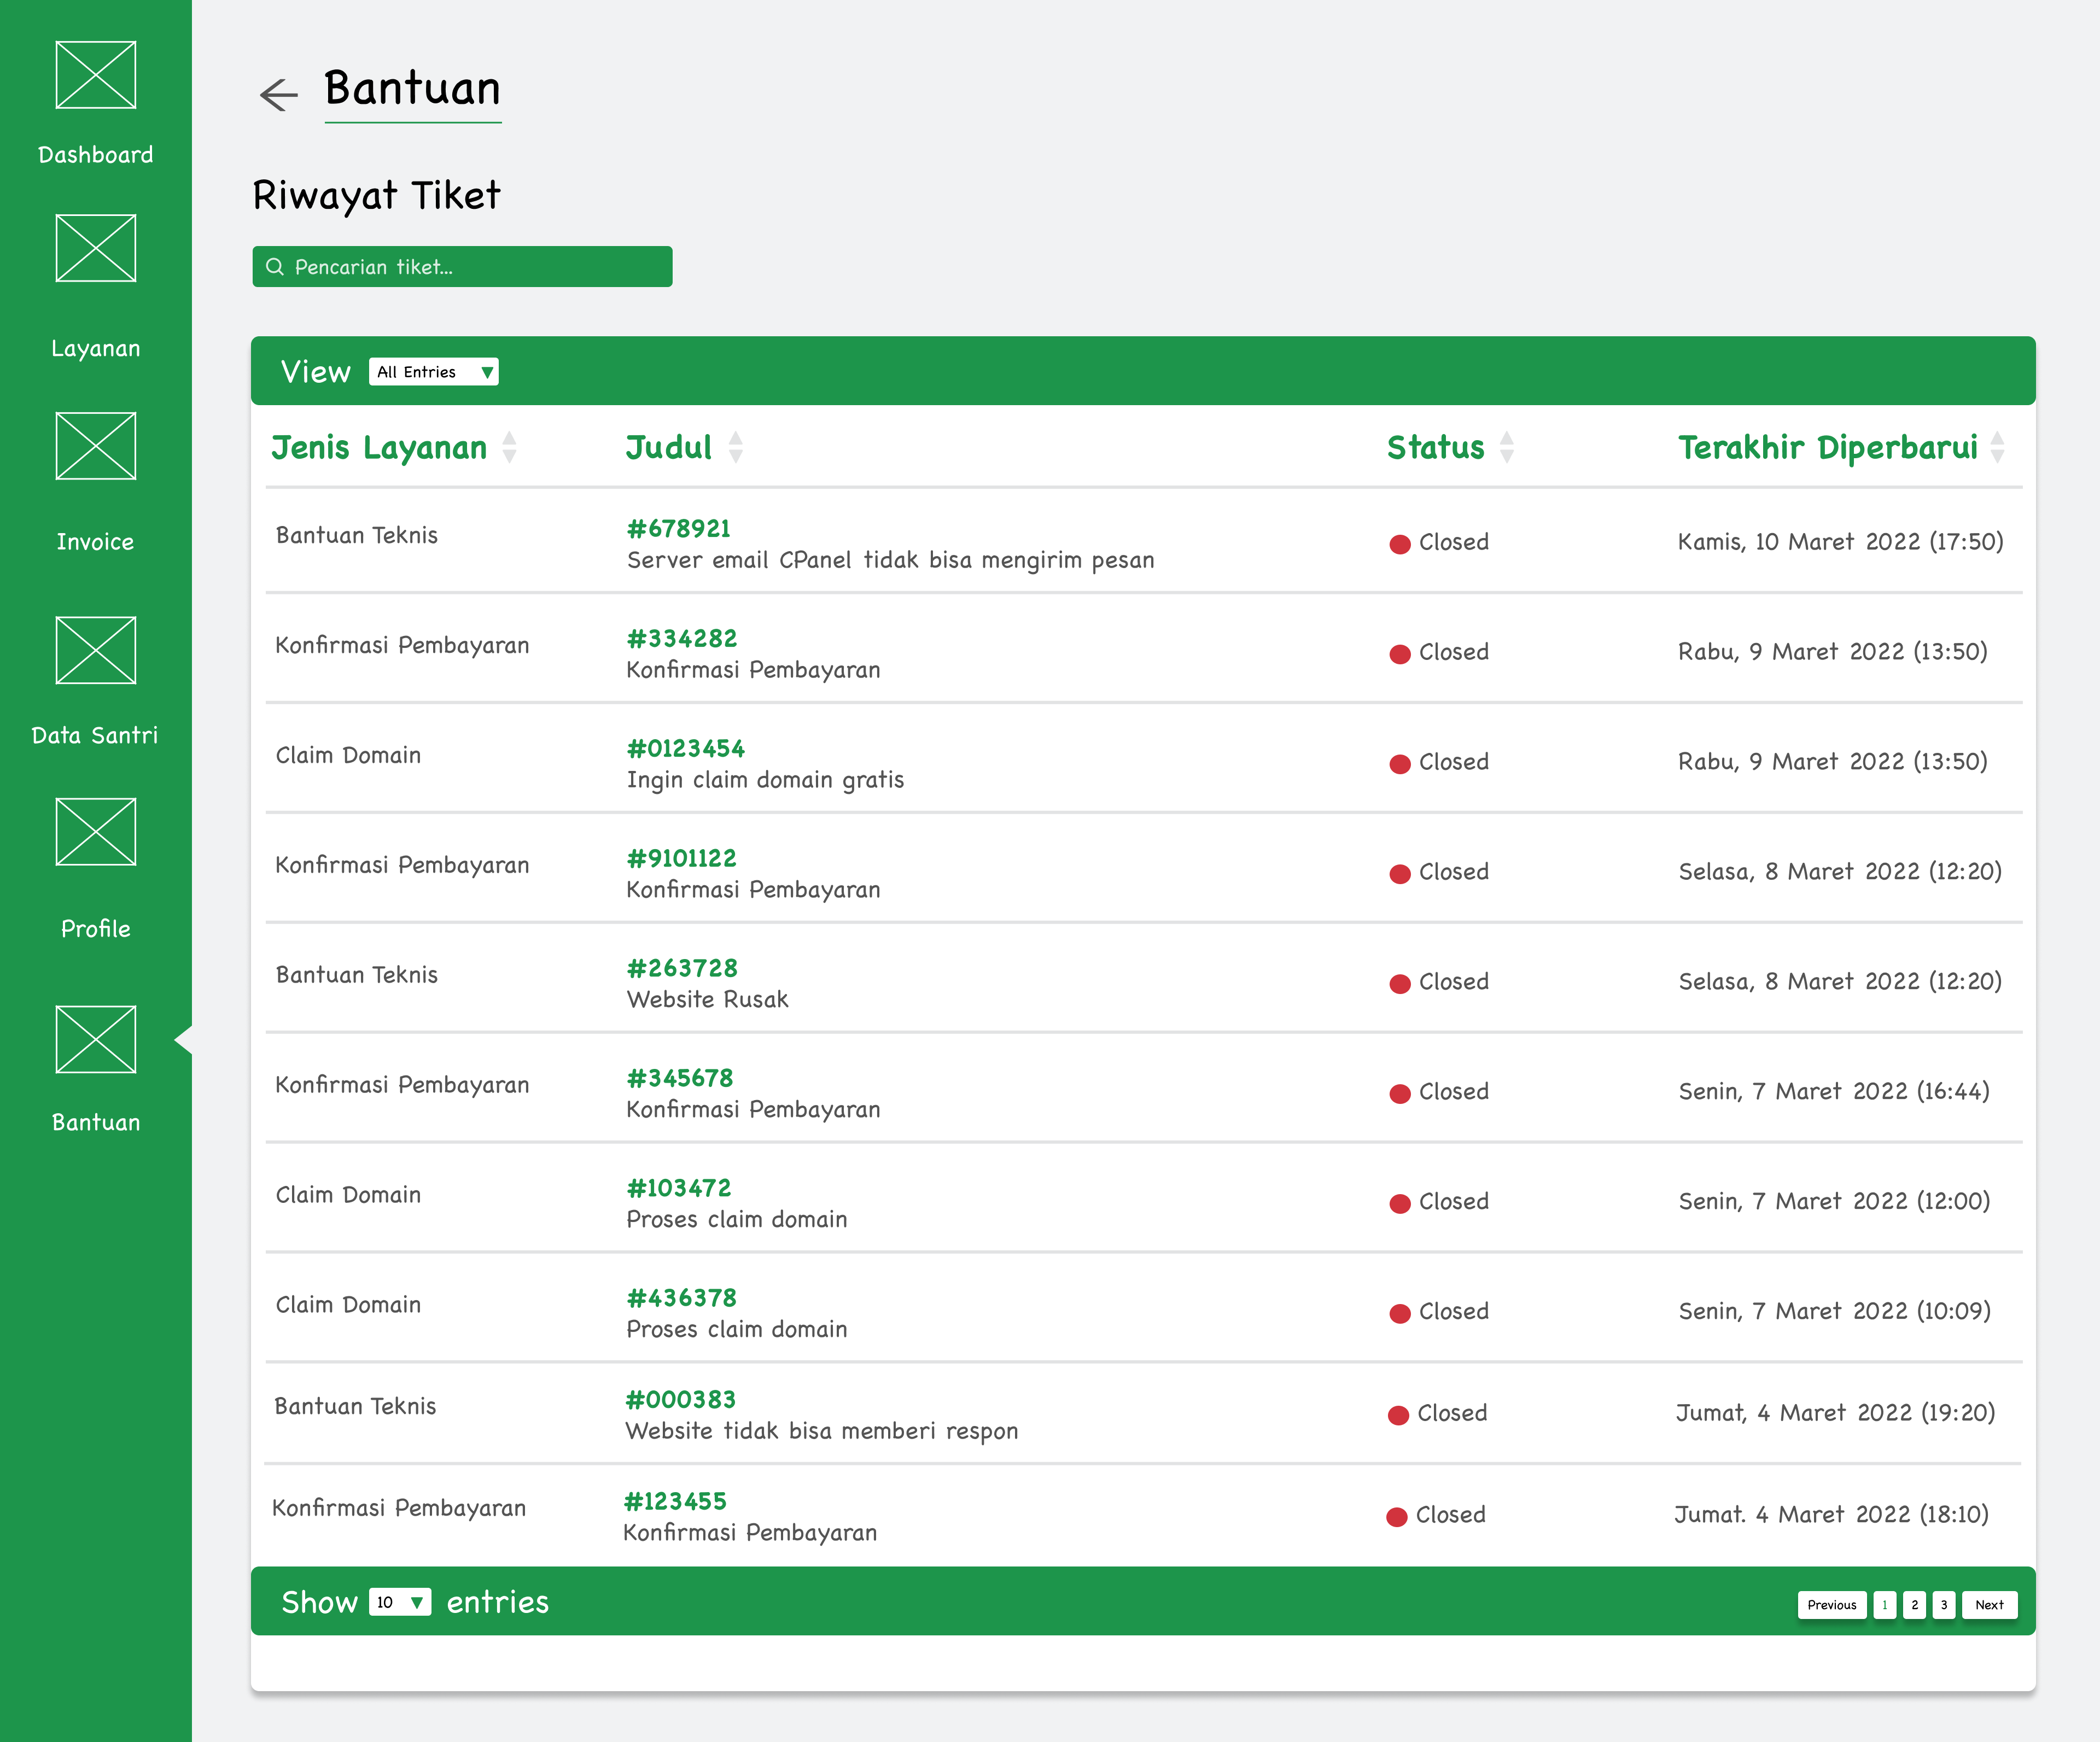 Dashboard
Layanan
Invoice
Data Santri
Profile
Bantuan
Bantuan
Riwayat Tiket
Pencarian tiket...
View All Entries
Jenis Layanan Judul Status Terakhir Diperbarui
Bantuan Teknis #678921 Closed Kamis, 10 Maret 2022 (17:50)
Server email CPanel tidak bisa mengirim pesan
Konfirmasi Pembayaran #334282 Closed Rabu, 9 Maret 2022 (13:50)
Konfirmasi Pembayaran
Claim Domain #0123454 Closed Rabu, 9 Maret 2022 (13:50)
Ingin claim domain gratis
Konfirmasi Pembayaran #9101122 Closed Selasa, 8 Maret 2022 (12:20)
Konfirmasi Pembayaran
Bantuan Teknis #263728 Closed Selasa, 8 Maret 2022 (12:20)
Website Rusak
Konfirmasi Pembayaran #345678 Closed Senin, 7 Maret 2022 (16:44)
Konfirmasi Pembayaran
Claim Domain #103472 Closed Senin, 7 Maret 2022 (12:00)
Proses claim domain
Claim Domain #436378 Closed Senin, 7 Maret 2022 (10:09)
Proses claim domain
Bantuan Teknis #000383 Closed Jumat, 4 Maret 2022 (19:20)
Website tidak bisa memberi respon
Konfirmasi Pembayaran #123455 Closed Jumat. 4 Maret 2022 (18:10)
Konfirmasi Pembayaran
Show 10 entries Previous 1 2 3 Next